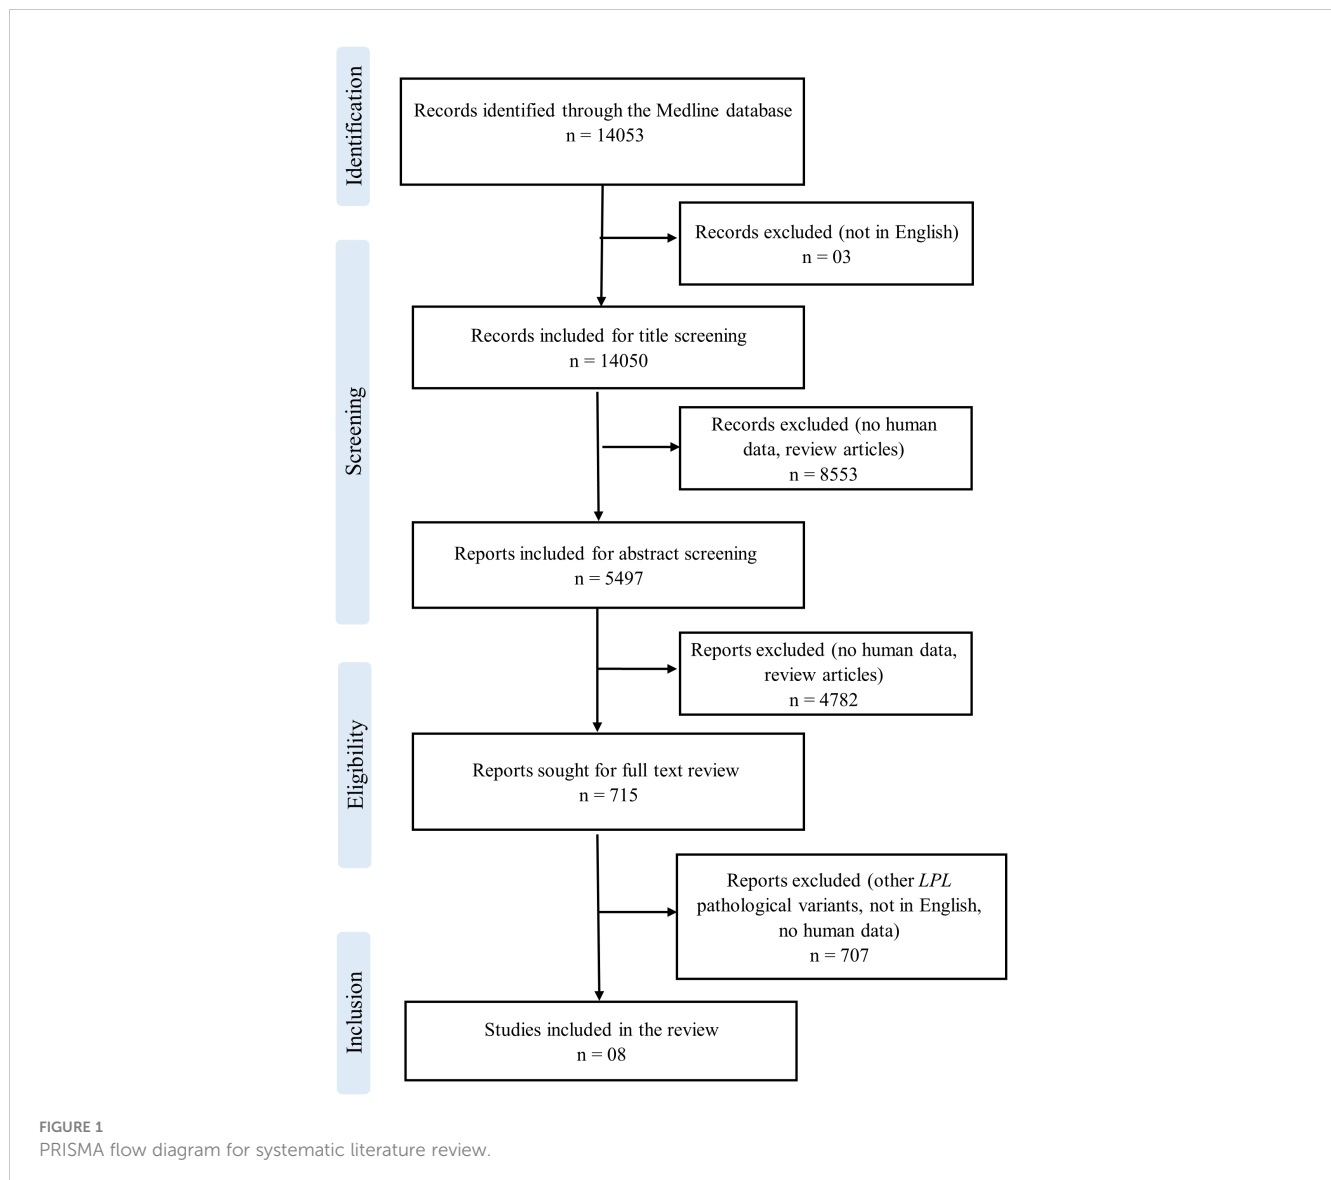 Identification
Records identified through the Medline database
n = 14053
Records excluded (not in English)
n = 03
Screening
Records included for title screening
n = 14050
Records excluded (no human
data, review articles)
n = 8553
Reports included for abstract screening
n = 5497
Reports excluded (no human data,
review articles)
n = 4782
Eligibility
Reports sought for full text review
n = 715
Reports excluded (other LPL
pathological variants, not in English,
no human data)
n = 707
Inclusion
Studies included in the review
n = 08
FIGURE 1
PRISMA flow diagram for systematic literature review.